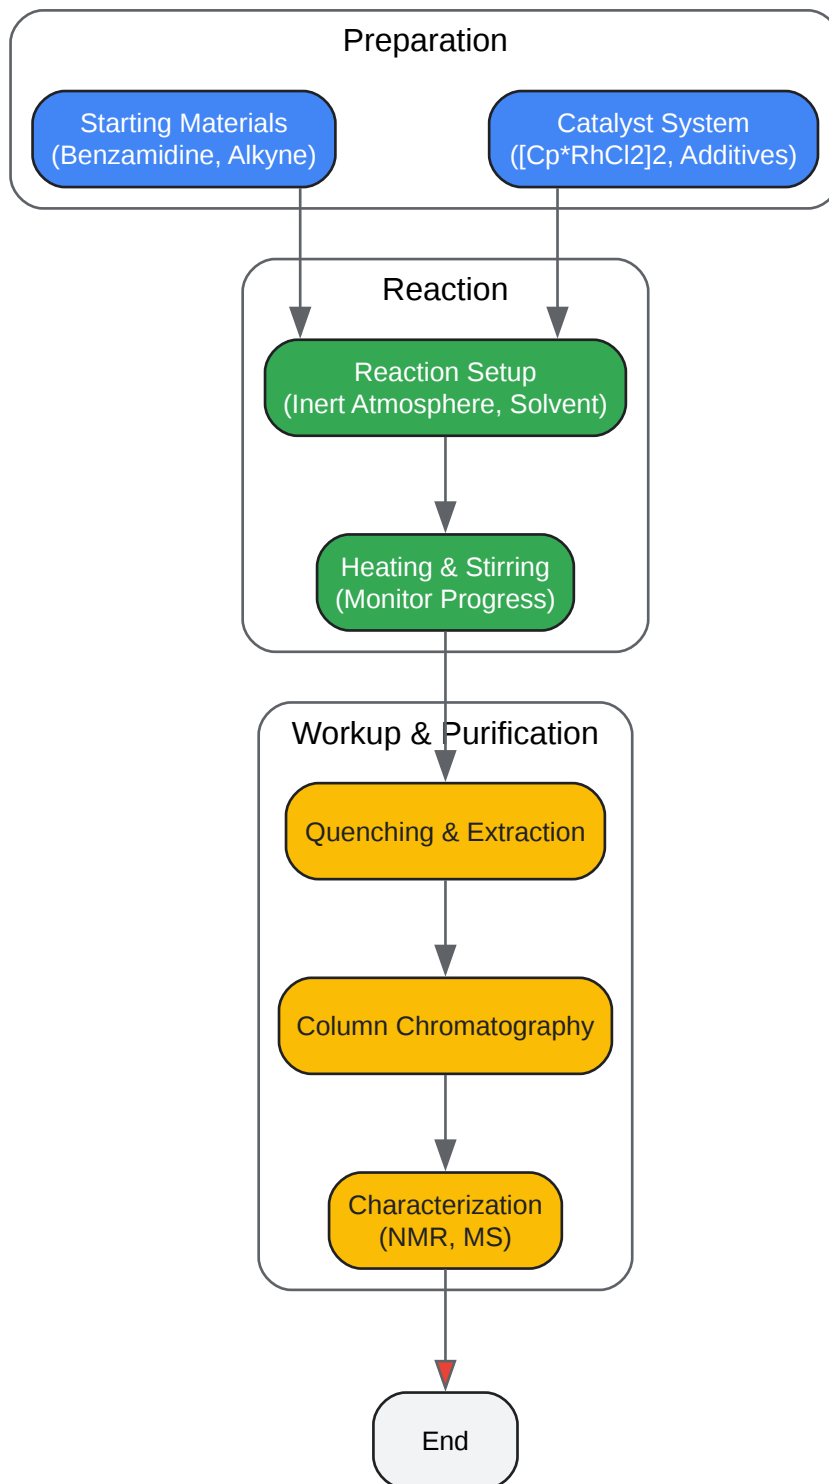 Preparation
Starting Materials
(Benzamidine, Alkyne)
Catalyst System
([Cp*RhCl2]2, Additives)
Reaction
Reaction Setup
(Inert Atmosphere, Solvent)
Heating & Stirring
(Monitor Progress)
Workup & Purification
Quenching & Extraction
Column Chromatography
Characterization
(NMR, MS)
End